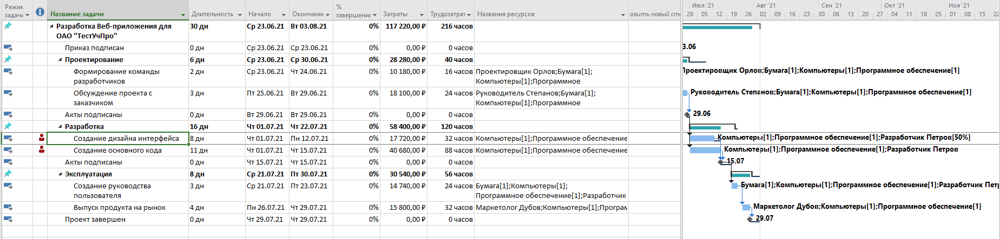 Режим задачи Название задачи Длительность Начало Окончание % завершения Затраты Трудозатраты Названия ресурсов авить новый ст
Июл '21 Авг '21 Сен '21 Окт '21 Ноя '21
28 05 12 19 26 02 09 16 23 30 06 13 20 27 04 11 18 25 01 08 15 22
Разработка Веб-приложения для 30 дн Ср 23.06.21 Вт 03.08.21 0% 117 220,00 ₽ 216 часов
ОАО "ТестУчПро"
Приказ подписан 0 дн Ср 23.06.21 Ср 23.06.21 0% 0,00 ₽ 0 часов 3.06
Проектирование 6 дн Ср 23.06.21 Ср 30.06.21 0% 28 280,00 ₽ 40 часов
Формирование команды 2 дн Ср 23.06.21 Чт 24.06.21 0% 10 180,00 ₽ 16 часов Проектировщик Орлов;Бумага[1]; Проектировщик Орлов;Бумага[1];Компьютеры[1];Программное обеспечение[1]
разработчиков Компьютеры[1];Программное
Обсуждение проекта с 3 дн Пт 25.06.21 Вт 29.06.21 0% 18 100,00 ₽ 24 часов Руководитель Степанов;Бумага[1]; Руководитель Степанов;Бумага[1];Компьютеры[1];Программное обеспечение[1]
заказчиком Компьютеры[1];Программное
Акты подписаны 0 дн Вт 29.06.21 Вт 29.06.21 0% 0,00 ₽ 0 часов 29.06
Разработка 16 дн Чт 01.07.21 Чт 22.07.21 0% 58 400,00 ₽ 120 часов
Создание дизайна интерфейса 8 дн Чт 01.07.21 Пн 12.07.21 0% 17 720,00 ₽ 32 часов Компьютеры[1];Программное обеспечение Компьютеры[1];Программное обеспечение[1];Разработчик Петров[50%]
Создание основного кода 11 дн Чт 01.07.21 Чт 15.07.21 0% 40 680,00 ₽ 88 часов Компьютеры[1];Программное обеспечение Компьютеры[1];Программное обеспечение[1];Разработчик Петров
Акты подписаны 0 дн Чт 15.07.21 Чт 15.07.21 0% 0,00 ₽ 0 часов 15.07
Эксплуатация 8 дн Ср 21.07.21 Пт 30.07.21 0% 30 540,00 ₽ 56 часов
Создание руководства 3 дн Ср 21.07.21 Пт 23.07.21 0% 14 740,00 ₽ 24 часов Бумага[1];Компьютеры[1]; Бумага[1];Компьютеры[1];Программное обеспечение[1];Разработчик Пет
пользователя Программное обеспечение[1];Разработчик
Выпуск продукта на рынок 4 дн Пн 26.07.21 Чт 29.07.21 0% 15 800,00 ₽ 32 часов Маркетолог Дубов;Компьютеры[1];Програм Маркетолог Дубов;Компьютеры[1];Программное обеспечение[1]
Проект завершен 0 дн Чт 29.07.21 Чт 29.07.21 0% 0,00 ₽ 0 часов 29.07